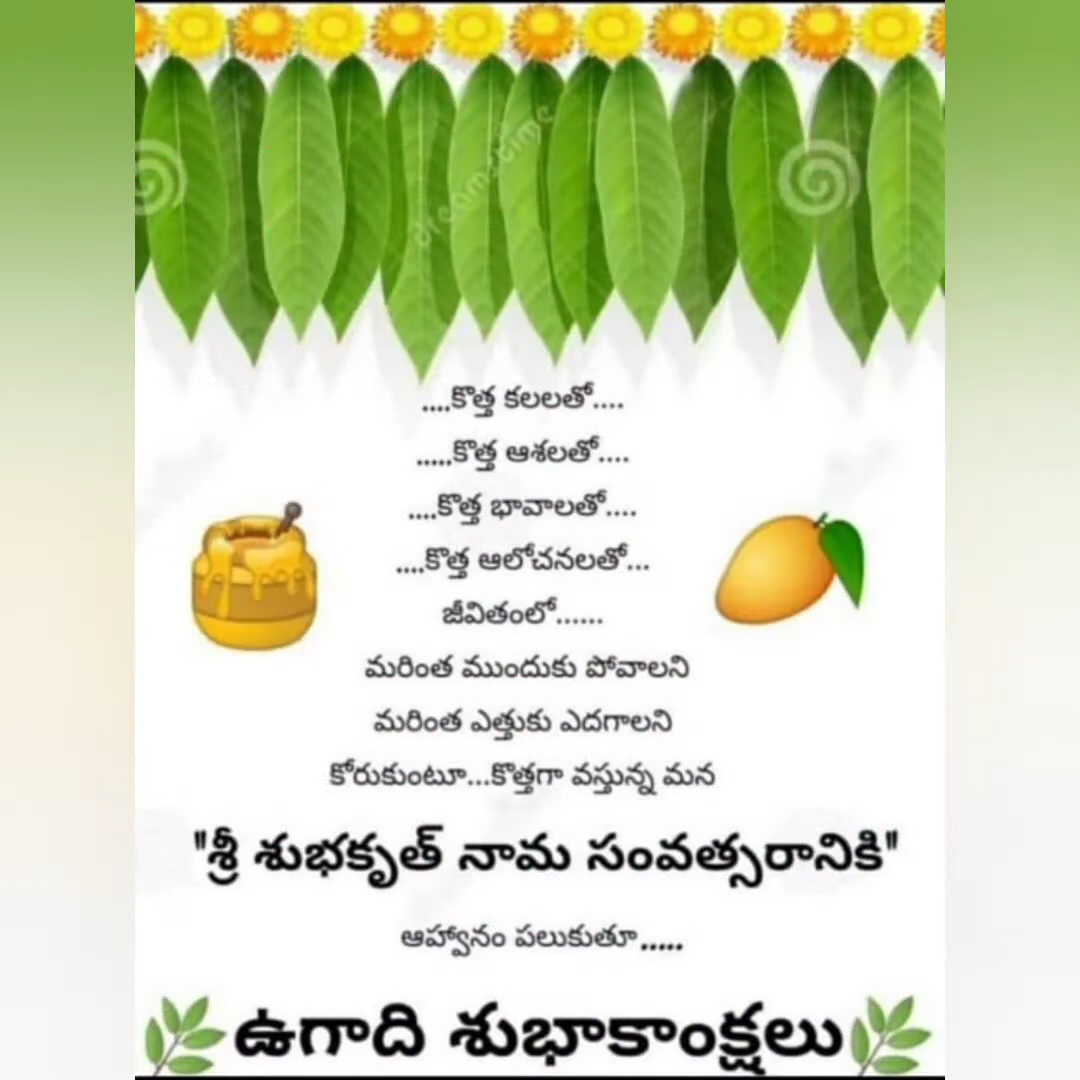 dreamstime
....కొత్త కలలతో....
.....కొత్త ఆశలతో....
....కొత్త భావాలతో....
....కొత్త ఆలోచనలతో...
జీవితంలో......
మరింత ముందుకు పోవాలని
మరింత ఎత్తుకు ఎదగాలని
కోరుకుంటూ...కొత్తగా వస్తున్న మన
"శ్రీ శుభకృత్ నామ సంవత్సరానికి"
ఆహ్వానం పలుకుతూ.....
ఉగాది శుభాకాంక్షలు